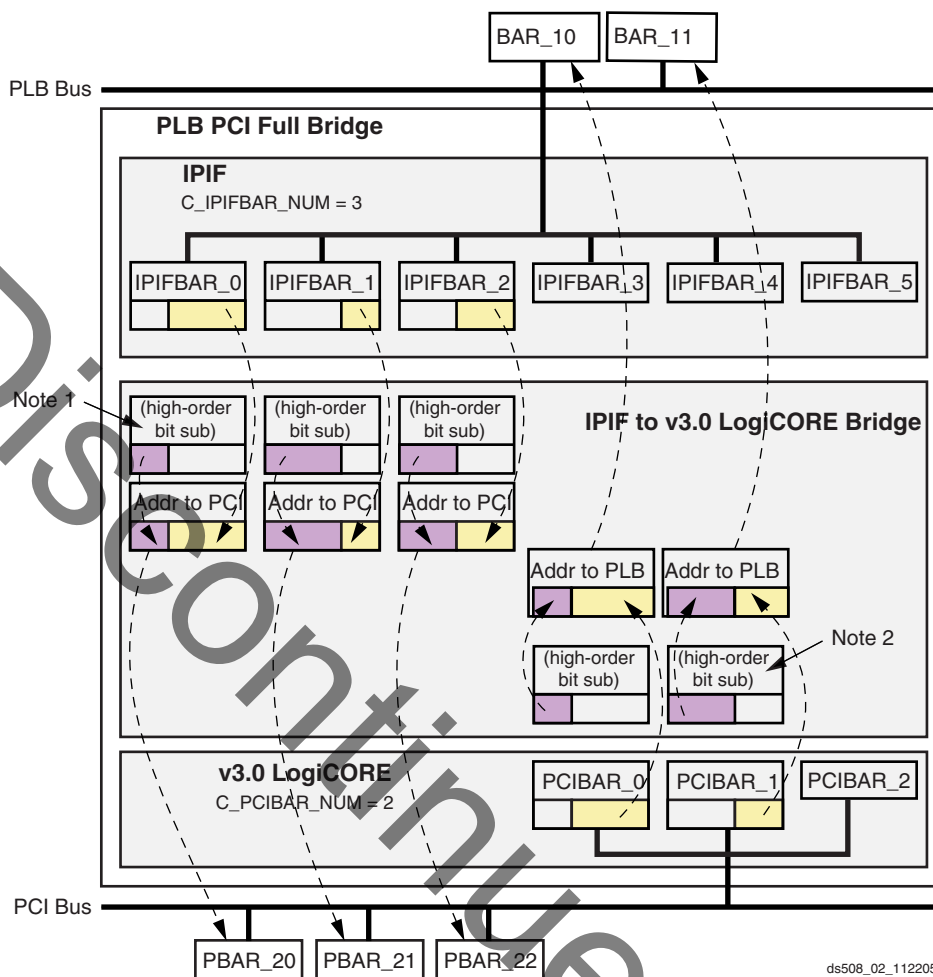 BAR_10
BAR_11
PLB Bus
PLB PCI Full Bridge
IPIF
C_IPIFBAR_NUM = 3
IPIFBAR_0
IPIFBAR_1
IPIFBAR_2
IPIFBAR_3
IPIFBAR_4
IPIFBAR_5
Note 1
(high-order
bit sub)
(high-order
bit sub)
(high-order
bit sub)
IPIF to v3.0 LogiCORE Bridge
Addr to PCI
Addr to PCI
Addr to PCI
Addr to PLB
Addr to PLB
Note 2
(high-order
bit sub)
(high-order
bit sub)
v3.0 LogiCORE
C_PCIBAR_NUM = 2
PCIBAR_0
PCIBAR_1
PCIBAR_2
PCI Bus
PBAR_20
PBAR_21
PBAR_22
ds508_02_112205
Discontinue